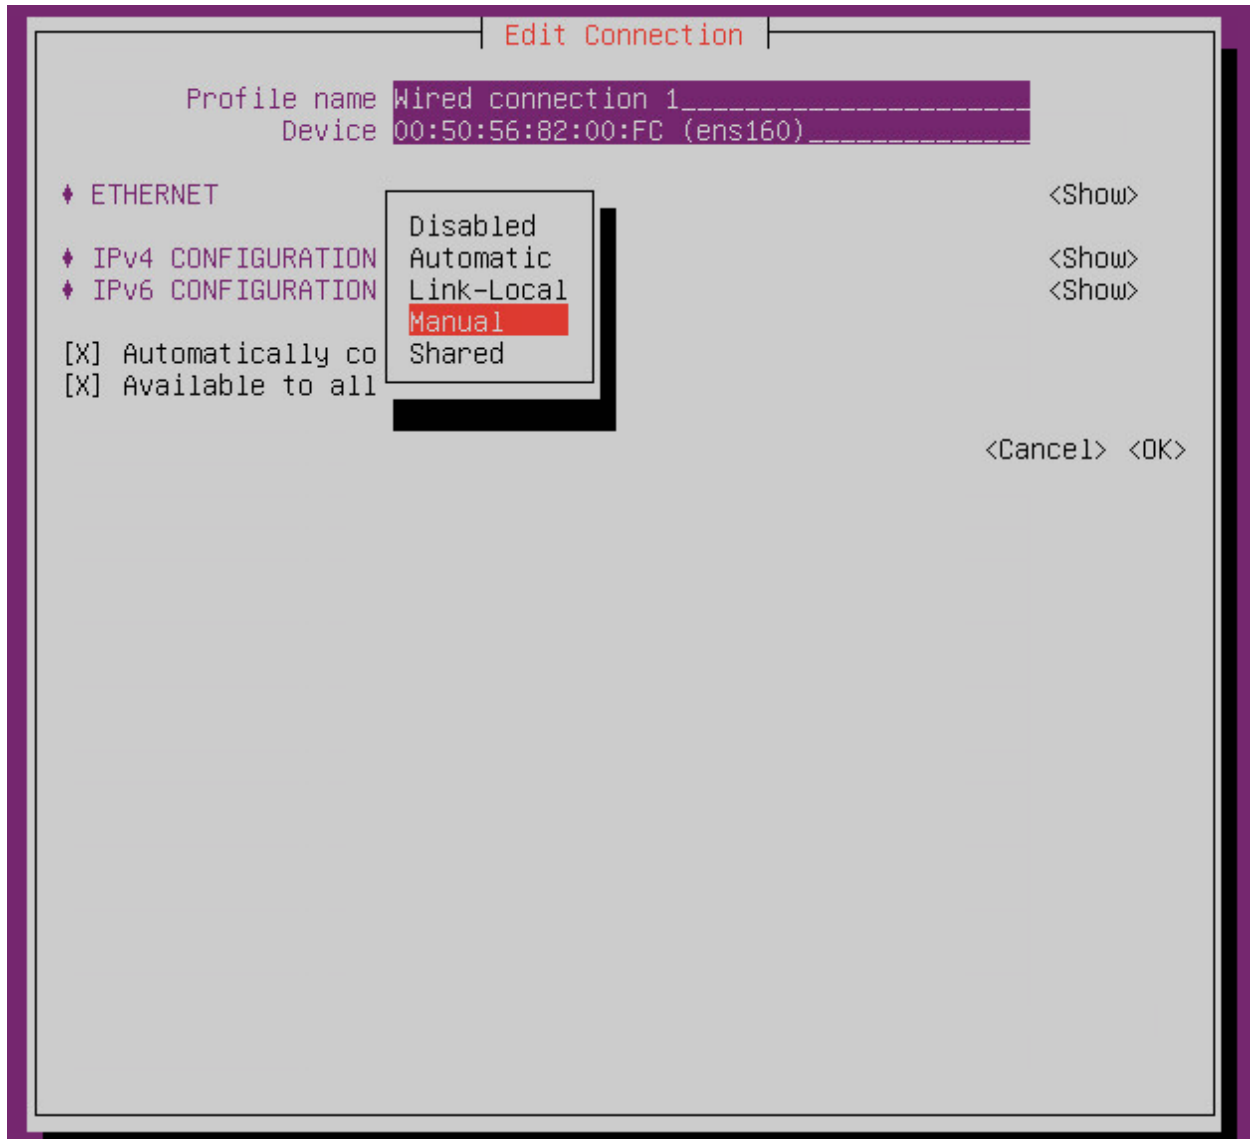 Edit Connection
Profile name Wired connection 1
Device 00:50:56:82:00:FC (ens160)
ETHERNET <Show>
Disabled
IPv4 CONFIGURATION Automatic <Show>
IPv6 CONFIGURATION Link-Local <Show>
Manual
[X] Automatically co Shared
[X] Available to all
<Cancel> <OK>